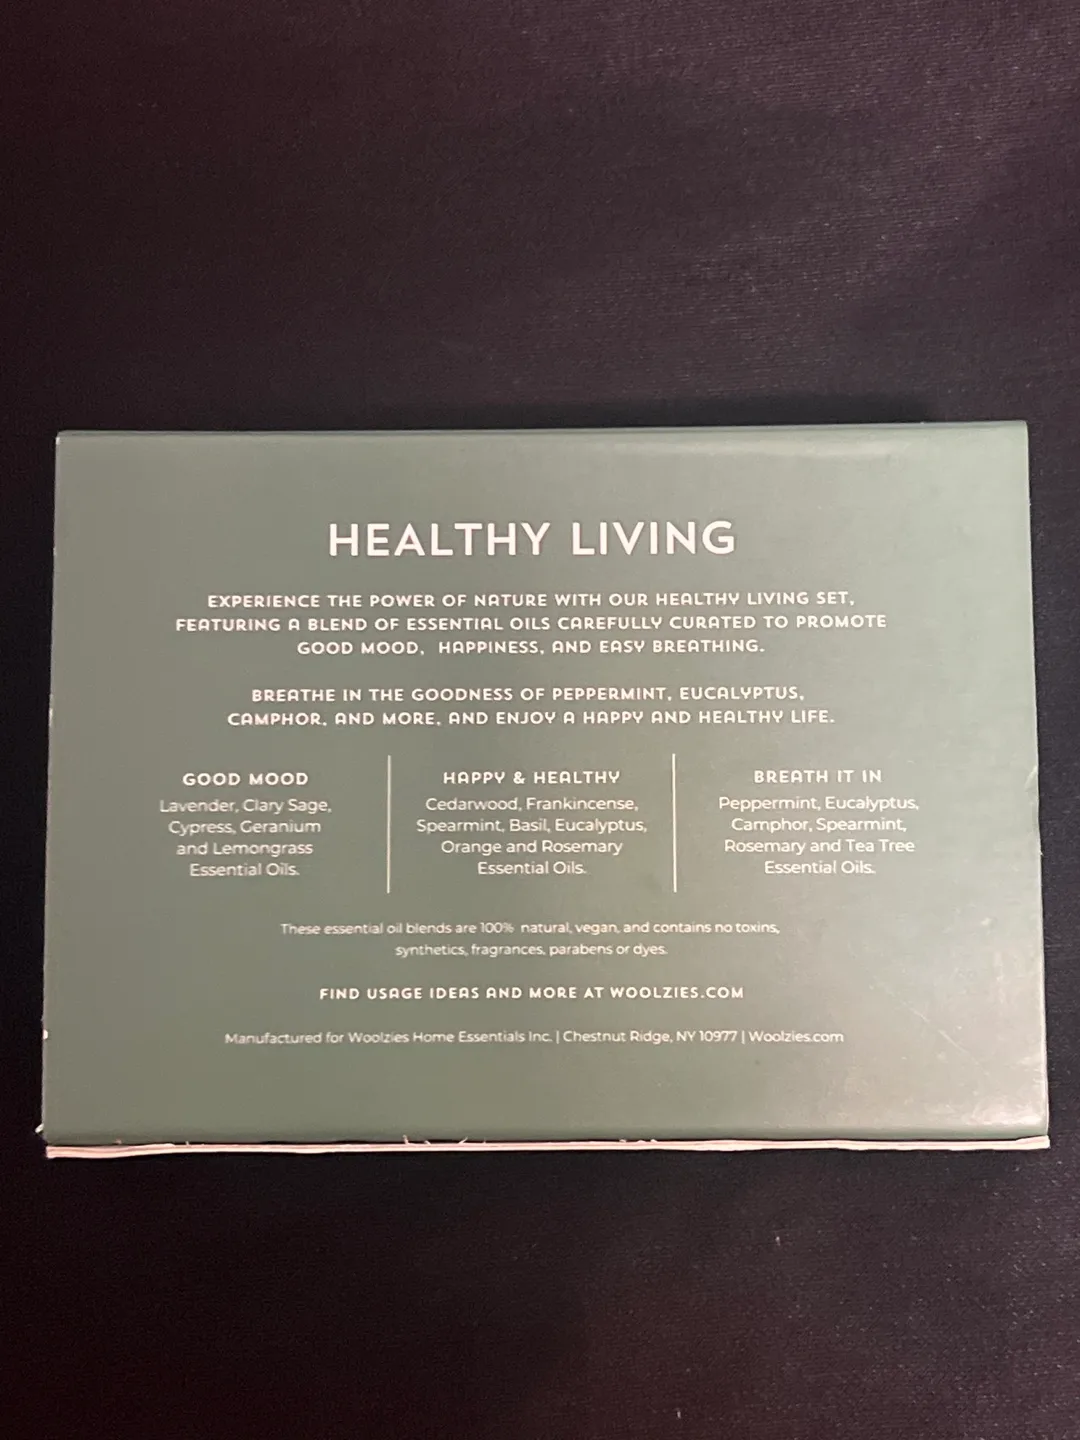 HEALTHY LIVING
EXPERIENCE THE POWER OF NATURE WITH OUR HEALTHY LIVING SET,
FEATURING A BLEND OF ESSENTIAL OILS CAREFULLY CURATED TO PROMOTE
GOOD MOOD, HAPPINESS, AND EASY BREATHING.
BREATHE IN THE GOODNESS OF PEPPERMINT, EUCALYPTUS,
CAMPHOR, AND MORE, AND ENJOY A HAPPY AND HEALTHY LIFE.
GOOD MOOD
Lavender, Clary Sage,
Cypress, Geranium
and Lemongrass
Essential Oils.
HAPPY & HEALTHY
Cedarwood, Frankincense,
Spearmint, Basil, Eucalyptus,
Orange and Rosemary
Essential Oils.
BREATH IT IN
Peppermint, Eucalyptus,
Camphor, Spearmint,
Rosemary and Tea Tree
Essential Oils.
These essential oil blends are 100% natural, vegan, and contains no toxins,
synthetics, fragrances, parabens or dyes.
FIND USAGE IDEAS AND MORE AT WOOLZIES.COM
Manufactured for Woolzies Home Essentials Inc. | Chestnut Ridge, NY 10977 | Woolzies.com